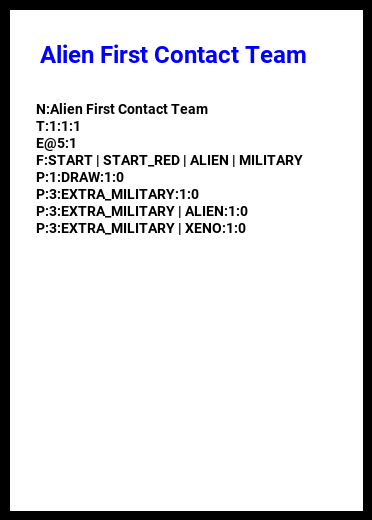 Alien First Contact Team
N:Alien First Contact Team
T:1:1:1
E@5:1
F:START | START_RED | ALIEN | MILITARY
P:1:DRAW:1:0
P:3:EXTRA_MILITARY:1:0
P:3:EXTRA_MILITARY | ALIEN:1:0
P:3:EXTRA_MILITARY | XENO:1:0